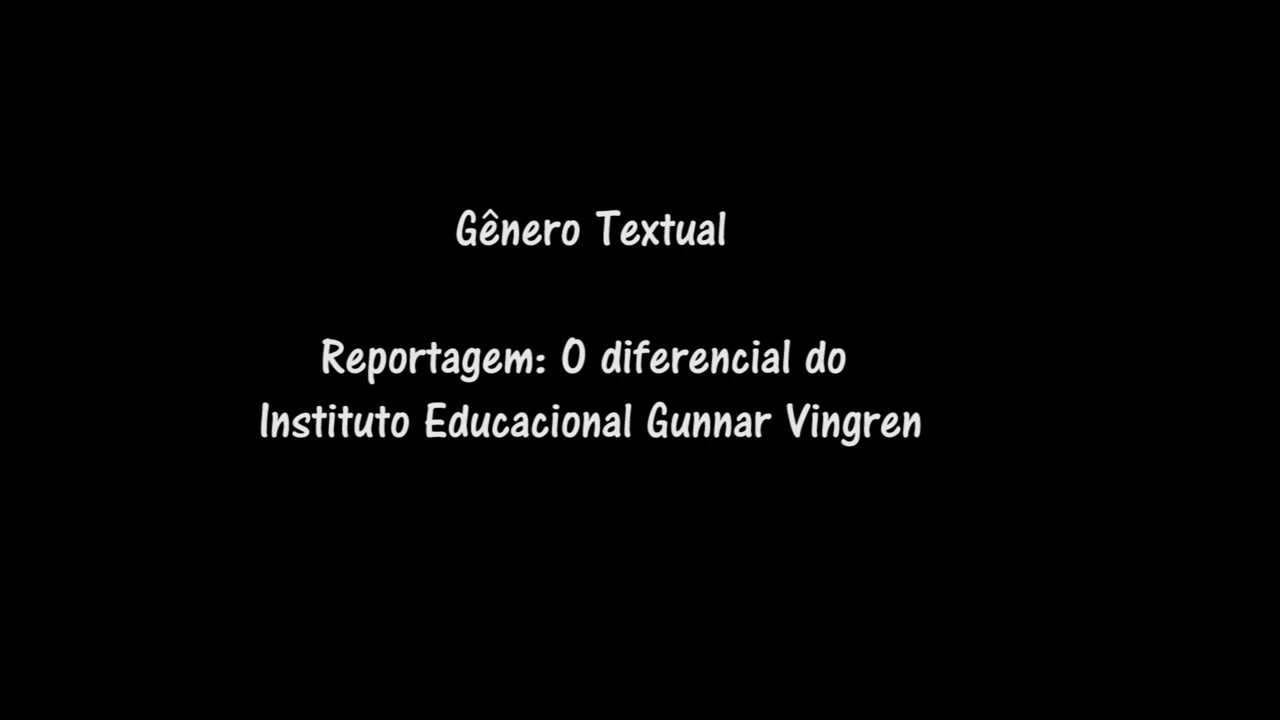 Gênero Textual
Reportagem: O diferencial do
Instituto Educacional Gunnar Vingren